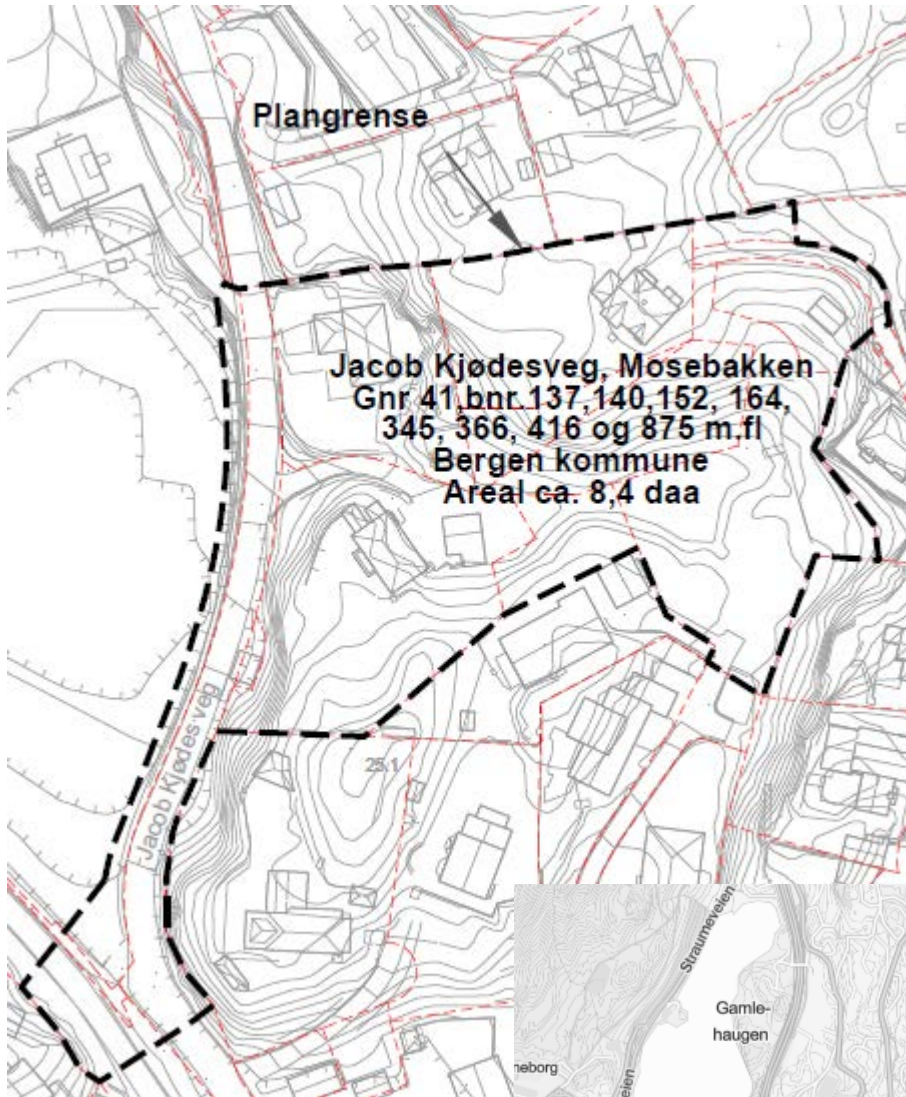 Plangrense
Jacob Kjødesveg, Mosebakken
Gnr 41,bnr.137,140,152, 164,
345, 366, 416 og 875 m.fl
Bergen kommune
Areal ca. 8,4 daa
Jacob Kjødesveg
25.1
Straumeveien
Gamle-
haugen
neborg
eien